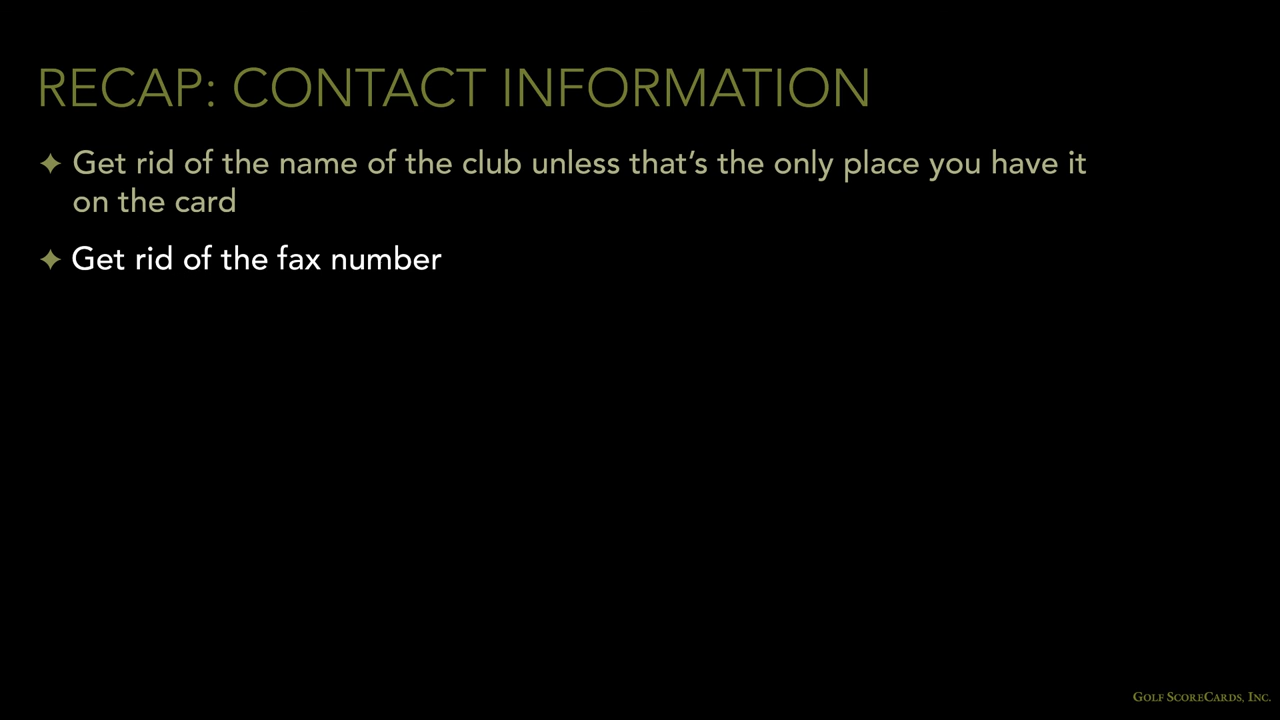 RECAP: CONTACT INFORMATION
✦ Get rid of the name of the club unless that’s the only place you have it
on the card
✦ Get rid of the fax number
GOLF SCORECARDS, INC.